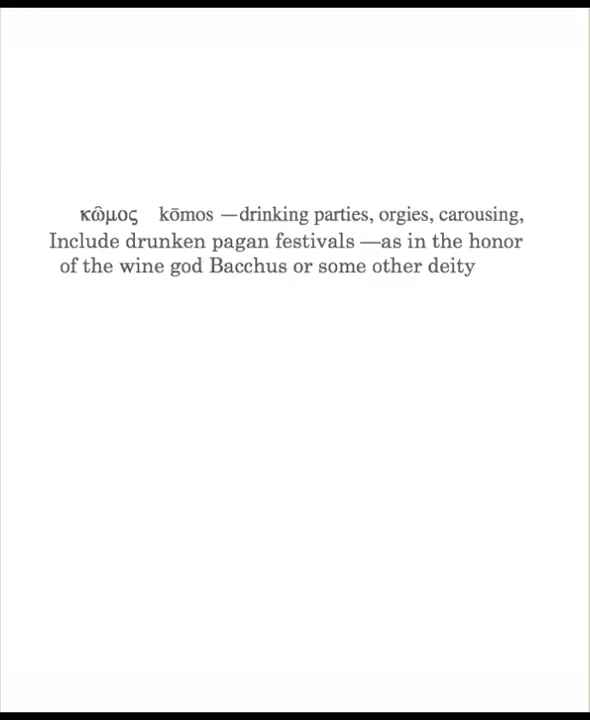 κῶμος kōmos —drinking parties, orgies, carousing,
Include drunken pagan festivals —as in the honor
of the wine god Bacchus or some other deity